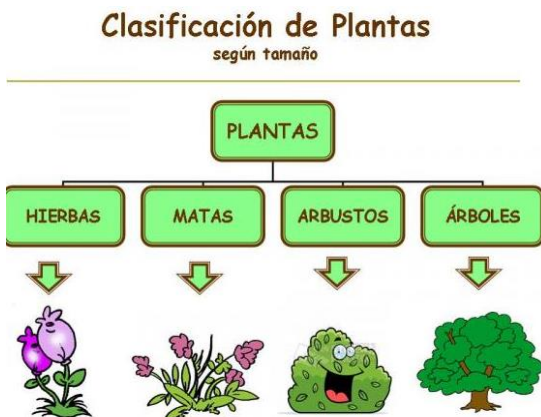 Clasificación de Plantas
según tamaño
PLANTAS
HIERBAS
MATAS
ARBUSTOS
ÁRBOLES